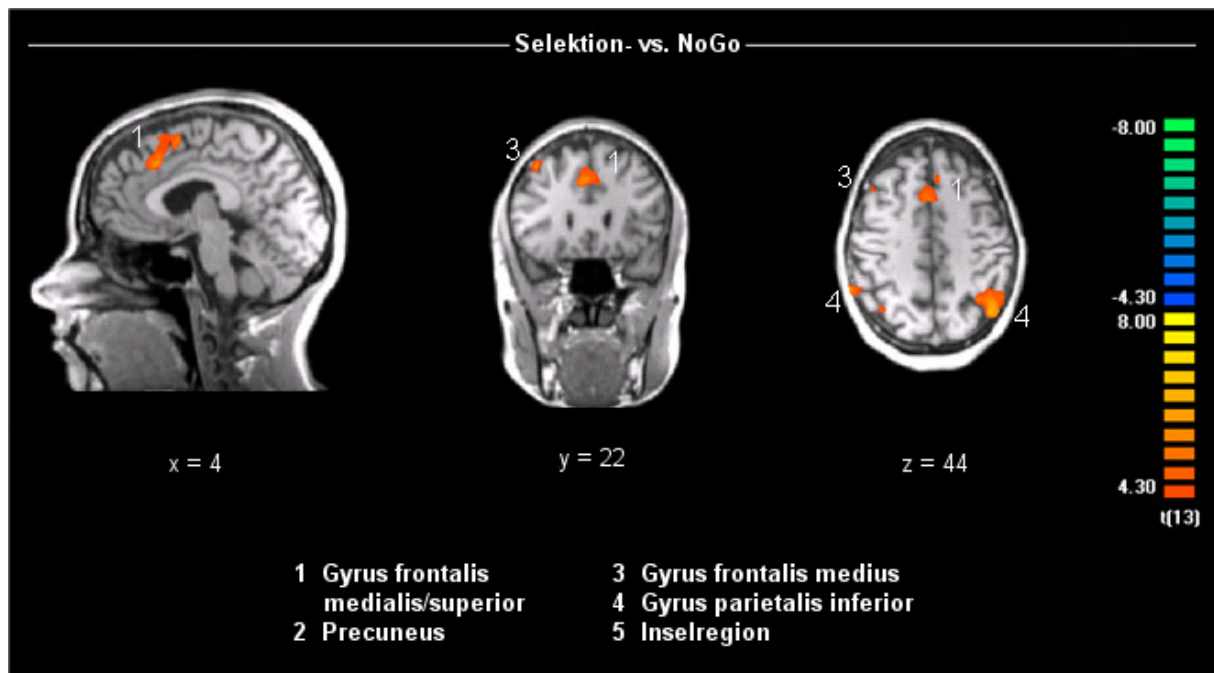 Selektion- vs. NoGo
1
3
1
3
1
4
4
-8.00
-4.30
8.00
4.30
t(13)
x = 4
y = 22
z = 44
1 Gyrus frontalis
medialis/superior
2 Precuneus
3 Gyrus frontalis medius
4 Gyrus parietalis inferior
5 Inselregion